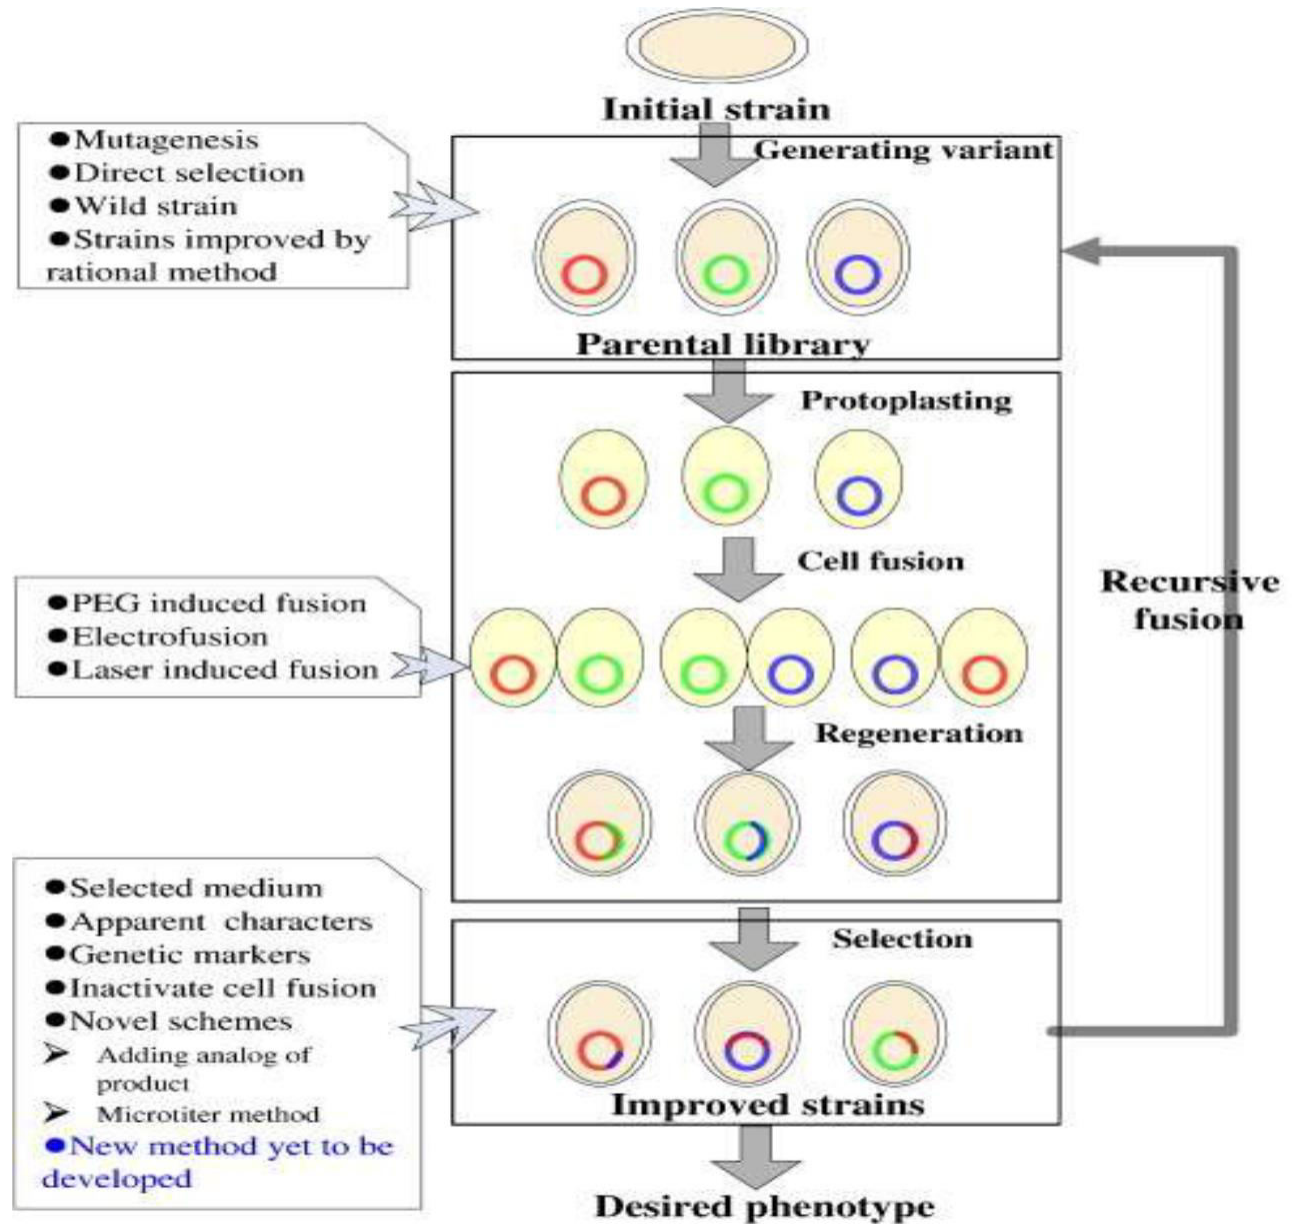 Initial strain
●Mutagenesis
●Direct selection
●Wild strain
●Strains improved by
rational method
Generating variant
Parental library
Protoplasting
Cell fusion
●PEG induced fusion
●Electrofusion
●Laser induced fusion
Recursive
fusion
Regeneration
●Selected medium
●Apparent characters
●Genetic markers
●Inactivate cell fusion
●Novel schemes
➢ Adding analog of
product
➢ Microtiter method
●New method yet to be
developed
Selection
Improved strains
Desired phenotype